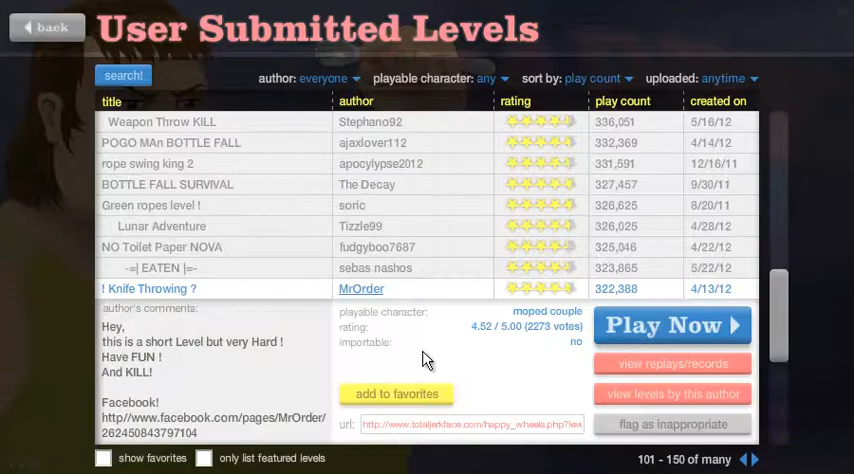 back
User Submitted Levels
search!
author: everyone playable character: any sort by: play count uploaded: anytime
title author rating play count created on
Weapon Throw KILL Stephano92 336,051 5/16/12
POGO MAn BOTTLE FALL ajaxlover112 332,369 4/14/12
rope swing king 2 apocylypse2012 331,591 12/16/11
BOTTLE FALL SURVIVAL The Decay 327,457 9/30/11
Green ropes level ! soric 326,625 8/20/11
Lunar Adventure Tizzle99 326,025 4/28/12
NO Toilet Paper NOVA fudgyboo7687 325,046 4/22/12
-=| EATEN |=- sebas nashos 323,865 5/22/12
! Knife Throwing ? MrOrder 322,388 4/13/12
author's comments:
Hey,
this is a short Level but very Hard !
Have FUN !
And KILL!
Facebook!
http//www.facebook.com/pages/MrOrder/
262450843797104
playable character: moped couple
rating: 4.52 / 5.00 (2273 votes)
importable: no
add to favorites
url: http://www.totaljerkface.com/happy_wheels.php?leve
Play Now
view replays/records
view levels by this author
flag as inappropriate
show favorites only list featured levels
101 - 150 of many